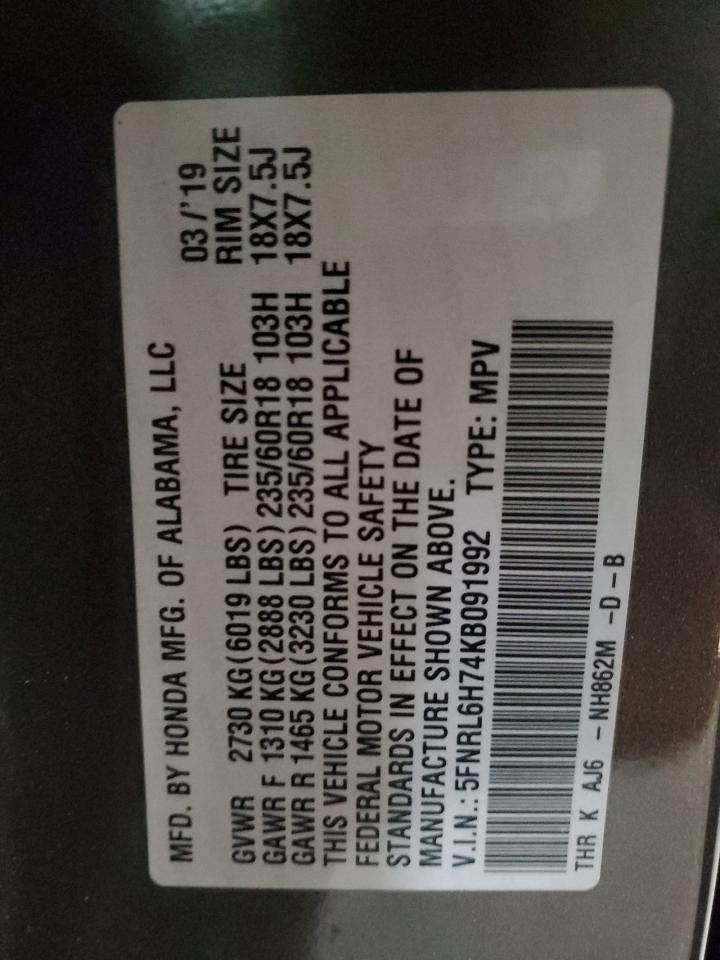 MFD. BY HONDA MFG. OF ALABAMA, LLC
03/'19
GVWR 2730 KG(6019 LBS) TIRE SIZE RIM SIZE
GAWR F 1310 KG(2888 LBS)235/60R18 103H 18X7.5J
GAWR R 1465 KG(3230 LBS)235/60R18 103H 18X7.5J
THIS VEHICLE CONFORMS TO ALL APPLICABLE
FEDERAL MOTOR VEHICLE SAFETY
STANDARDS IN EFFECT ON THE DATE OF
MANUFACTURE SHOWN ABOVE.
V.I.N.: 5FNRL6H74KB091992 TYPE: MPV
THR K AJ6 - NH862M - D - B